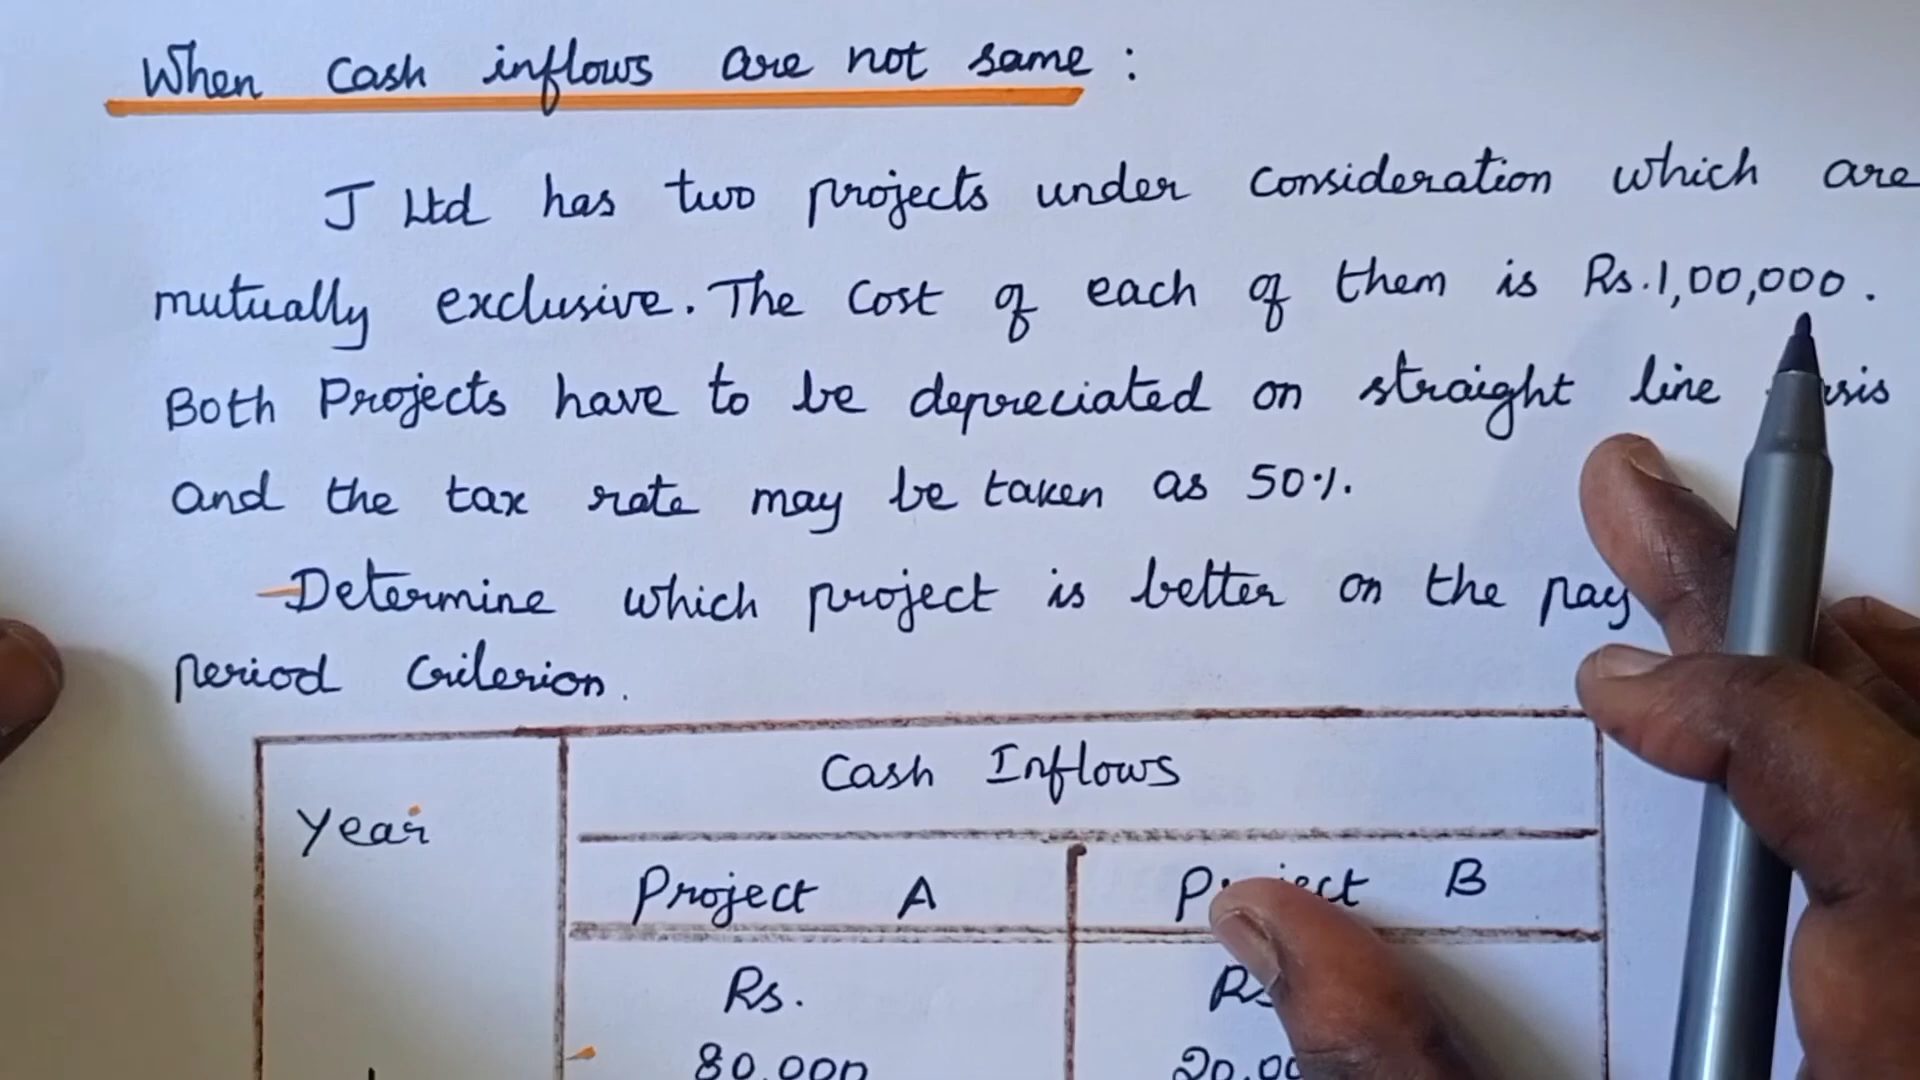 When cash inflows are not same :
J Ltd has two projects under consideration which are
mutually exclusive. The cost of each of them is Rs.1,00,000.
Both Projects have to be depreciated on straight line
and the tax rate may be taken as 50%.
Determine which project is better on the pay
period criterion.
Cash Inflows
Year
Project A
B
Rs.
80,000